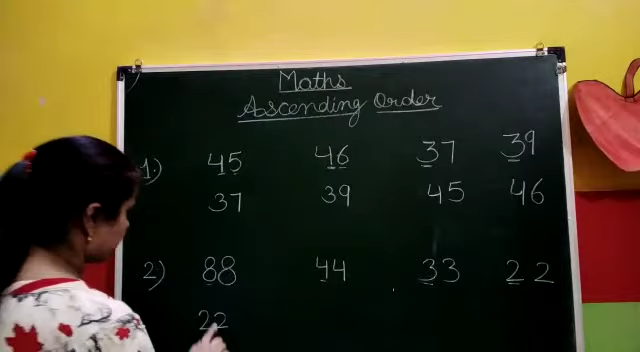 Maths
Ascending Order
1.) 45 46 37 39
37 39 45 46
2) 88 44 33 22
22